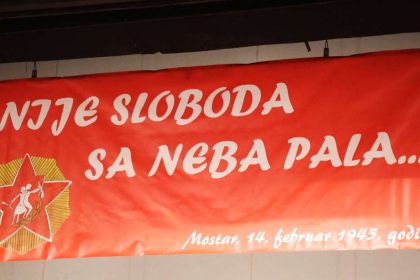 NIJE SLOBODA
SA NEBA PALA...
Mostar, 14. februar 1945. godi